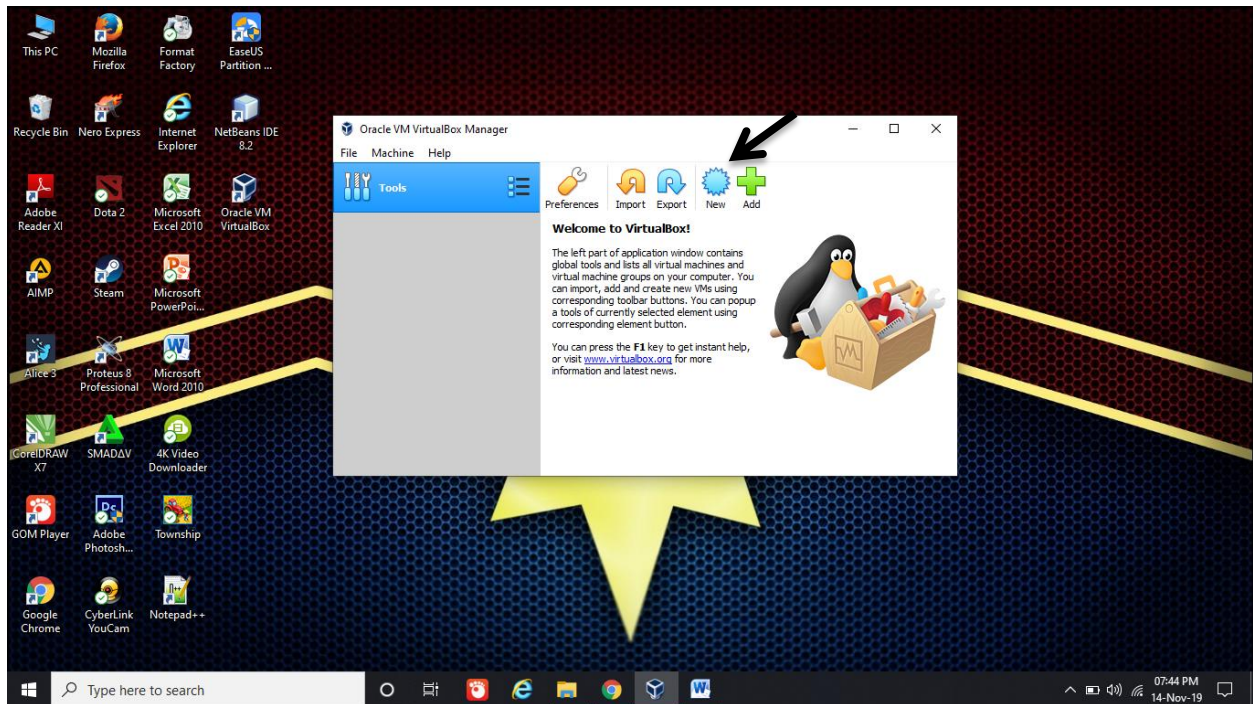 This PC
Mozilla
Firefox
Format
Factory
EaseUS
Partition ...
Recycle Bin
Nero Express
Internet
Explorer
NetBeans IDE
8.2
Adobe
Reader XI
Dota 2
Microsoft
Excel 2010
Oracle VM
VirtualBox
AIMP
Steam
Microsoft
PowerPoi...
Alice 3
Proteus 8
Professional
Microsoft
Word 2010
CorelDRAW
X7
SMADΔV
4K Video
Downloader
GOM Player
Adobe
Photosh...
Township
Google
Chrome
CyberLink
YouCam
Notepad++
Oracle VM VirtualBox Manager
File Machine Help
Tools
Preferences Import Export New Add
Welcome to VirtualBox!
The left part of application window contains
global tools and lists all virtual machines and
virtual machine groups on your computer. You
can import, add and create new VMs using
corresponding toolbar buttons. You can popup
a tools of currently selected element using
corresponding element button.
You can press the F1 key to get instant help,
or visit www.virtualbox.org for more
information and latest news.
Type here to search
07:44 PM
14-Nov-19